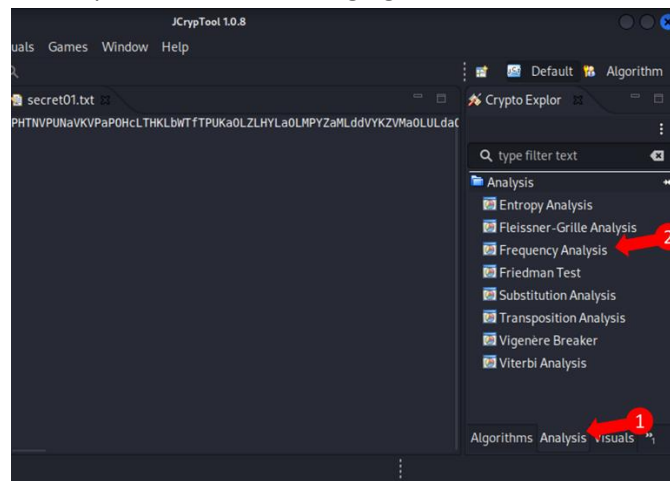 JCrypTool 1.0.8
uals Games Window Help
Default Algorithm
secret01.txt
Crypto Explor
PHTNVPUNaVKVPaPOHcLTHKLbWTfTPUKaOLZLHYLaOLMPYZaMLddVYKZVMaOLULdaO
type filter text
Analysis
Entropy Analysis
Fleissner-Grille Analysis
2
Frequency Analysis
Friedman Test
Substitution Analysis
Transposition Analysis
Vigenère Breaker
Viterbi Analysis
1
Algorithms Analysis Visuals »1